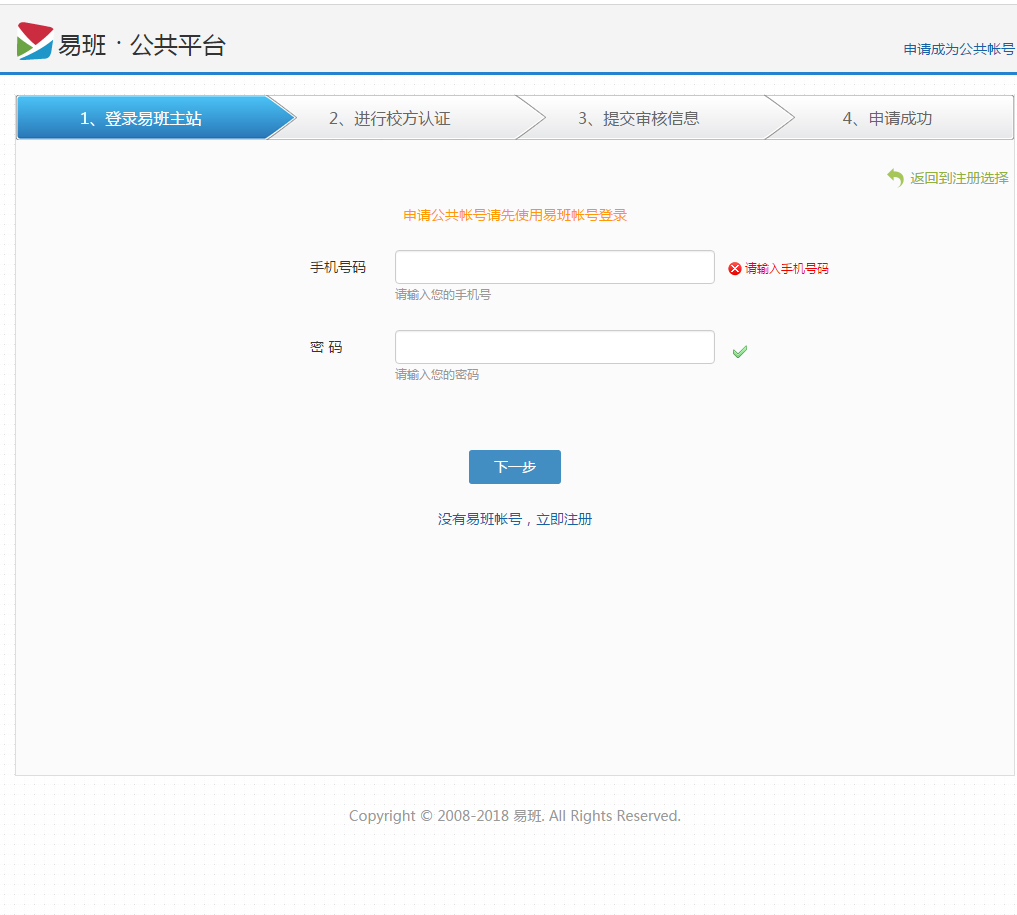 易班 · 公共平台
申请成为公共帐号
1、登录易班主站
2、进行校方认证
3、提交审核信息
4、申请成功
返回到注册选择
申请公共帐号请先使用易班帐号登录
手机号码
请输入手机号码
请输入您的手机号
密 码
请输入您的密码
下一步
没有易班帐号，立即注册
Copyright © 2008-2018 易班. All Rights Reserved.